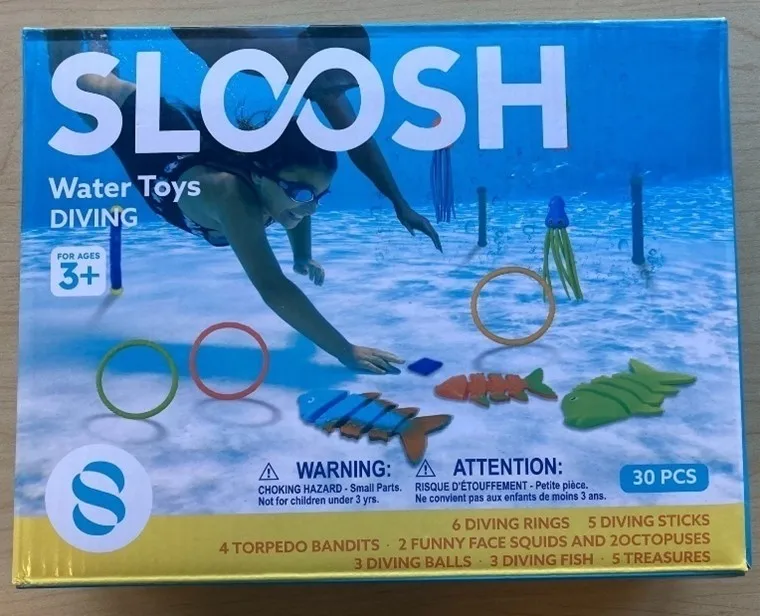 SLOOSH
Water Toys
DIVING
FOR AGES
3+
WARNING:
CHOKING HAZARD - Small Parts.
Not for children under 3 yrs.
ATTENTION:
RISQUE D'ÉTOUFFEMENT - Petite pièce.
Ne convient pas aux enfants de moins 3 ans.
30 PCS
6 DIVING RINGS 5 DIVING STICKS
4 TORPEDO BANDITS · 2 FUNNY FACE SQUIDS AND 2OCTOPUSES
3 DIVING BALLS · 3 DIVING FISH · 5 TREASURES